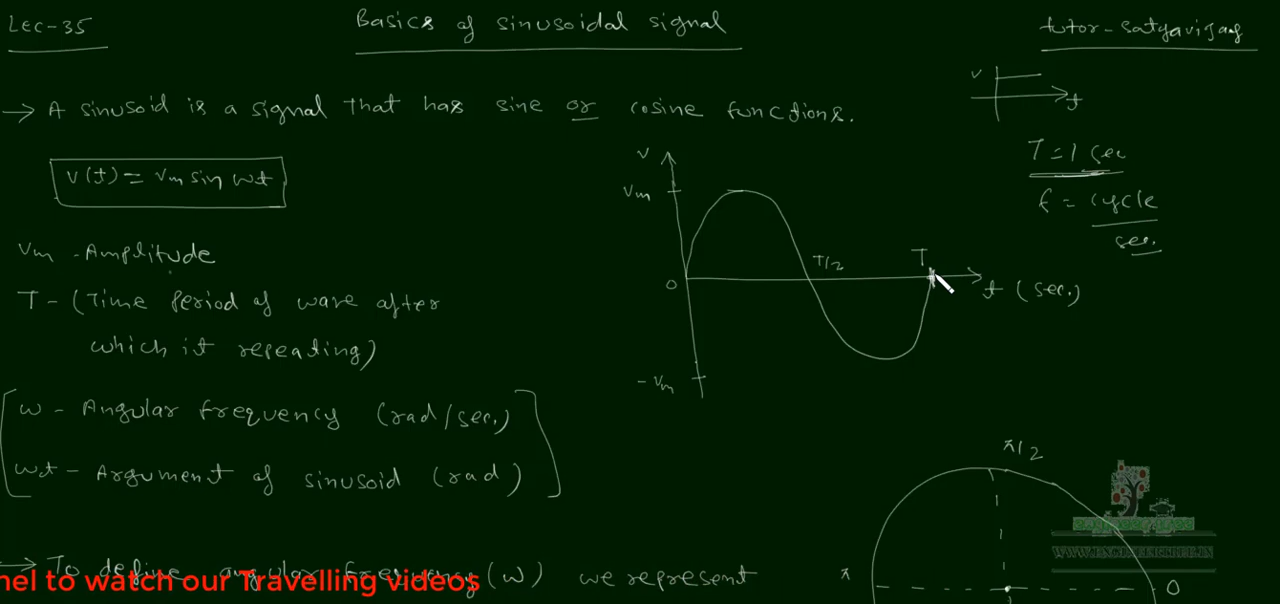 Lec-35
Basics of sinusoidal signal
tutor-satyavijay
→ A sinusoid is a signal that has sine or cosine functions.
V(t) = Vm sin ωt
Vm - Amplitude
T - (Time Period of wave after
which it repeating)
ω - Angular frequency (rad/sec.)
ωt - Argument of sinusoid (rad)
→ To define angular frequency (ω) we represent
nel to watch our Travelling videos
V
t
T = 1 sec
f = cycle
sec.
V
Vm
0
T/2
T
t (sec.)
-Vm
π/2
π
0
WWW.ENGINEERTREE.IN